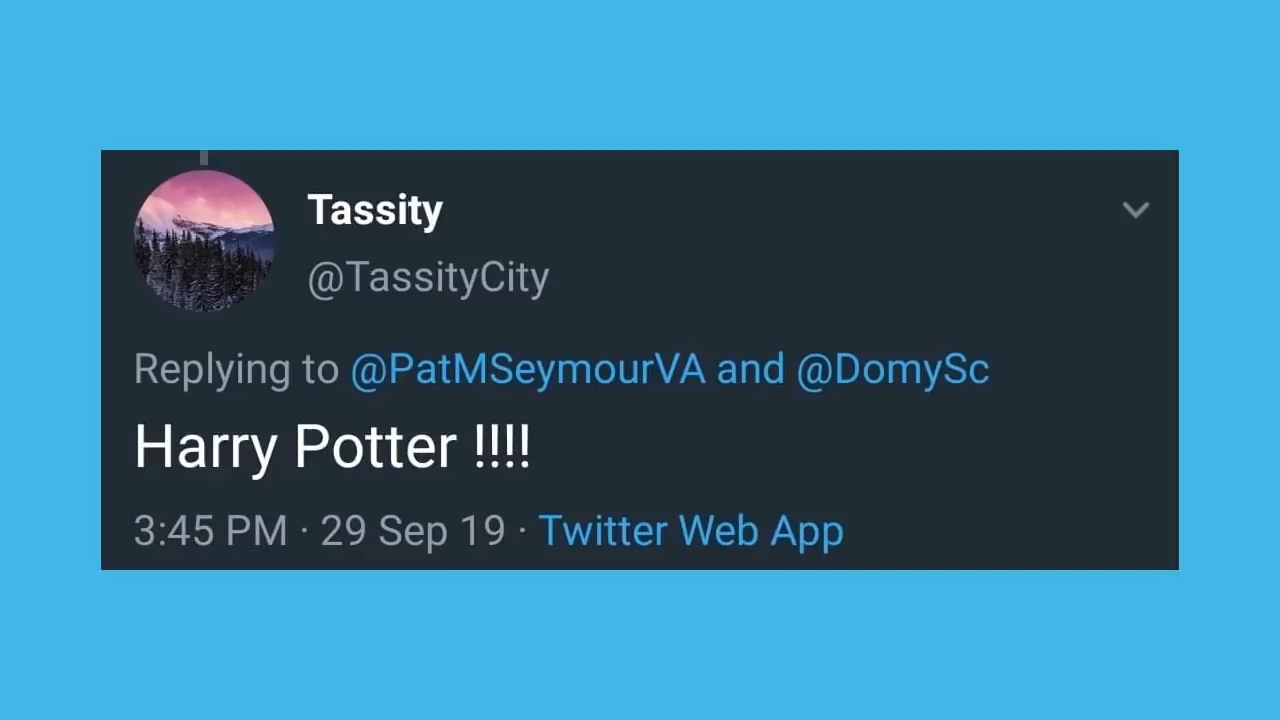 Tassity
@TassityCity
Replying to @PatMSeymourVA and @DomySc
Harry Potter !!!!
3:45 PM · 29 Sep 19 · Twitter Web App